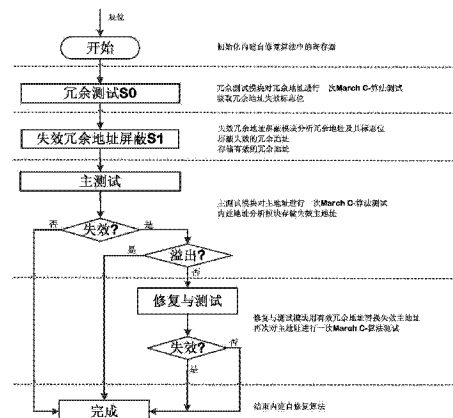 复位
开始
初始化内建自修复算法中的寄存器
冗余测试S0
冗余测试模块对冗余地址进行一次March C-算法测试
获取冗余地址失效标志位
失效冗余地址屏蔽S1
失效冗余地址屏蔽模块分析冗余地址及其标志位
屏蔽失效的冗余地址
存储有效的冗余地址
主测试
主测试模块对主地址进行一次March C-算法测试
内建地址分析模块存储失效主地址
否
失效?
是
是
溢出?
否
修复与测试
修复与测试模块用有效冗余地址替换失效主地址
再次对主地址进行一次March C-算法测试
失效?
否
是
完成
结束内建自修复算法